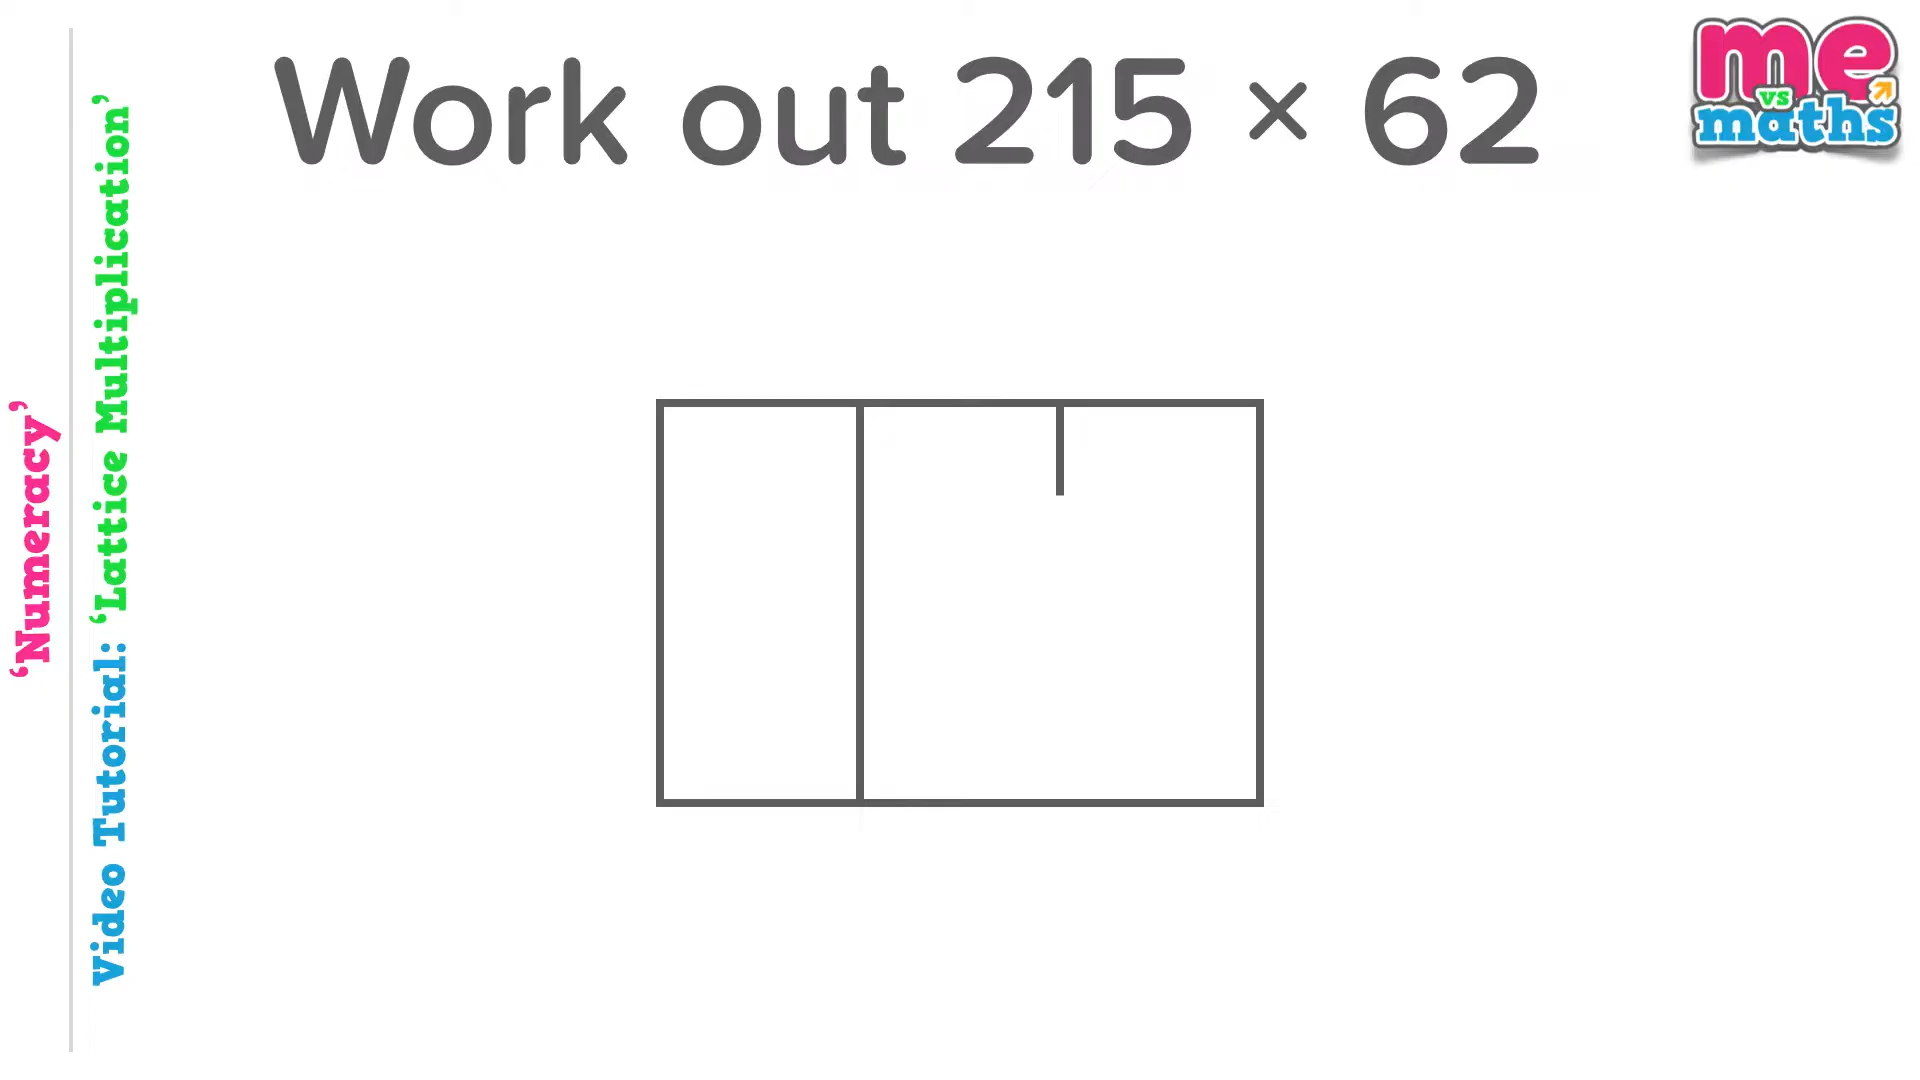 Work out 215 × 62
me
vs
maths
‘Numeracy’
Video Tutorial: ‘Lattice Multiplication’